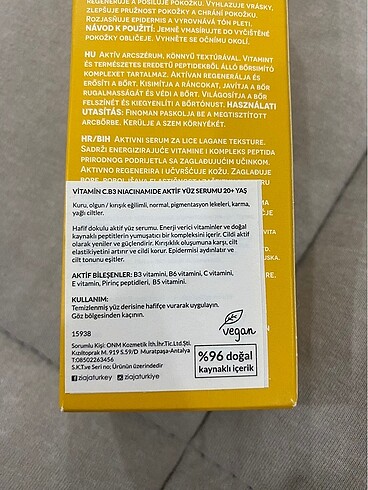 REGENERUJE A POSILUJE POKOŽKU. VYHLAZUJE VRÁSKY,
ZLEPŠUJE PRUŽNOST POKOŽKY A CHRÁNÍ POKOŽKU.
ROZJASŇUJE EPIDERMIS A VYROVNÁVÁ TÓN PLETI.
NÁVOD K POUŽITÍ: JEMNĚ VMASÍRUJTE DO VYČIŠTĚNÉ
POKOŽKY OBLIČEJE. VYHNĚTE SE OČNÍMU OKOLÍ.
HU AKTÍV ARCSZÉRUM, KÖNNYŰ TEXTÚRÁVAL. VITAMINT
ÉS TERMÉSZETES EREDETŰ PEPTIDEKBŐL ÁLLÓ BŐRSIMÍTÓ
KOMPLEXET TARTALMAZ. AKTÍVAN REGENERÁLJA ÉS
ERŐSÍTI A BŐRT. KISIMÍTJA A RÁNCOKAT, JAVÍTJA A BŐR
RUGALMASSÁGÁT ÉS VÉDI A BŐRT. VILÁGOSÍTJA A BŐR
FELSZÍNÉT ÉS KIEGYENLÍTI A BŐRTÓNUST. HASZNÁLATI
UTASÍTÁS: FINOMAN PASKOLJA BE A MEGTISZTÍTOTT
ARCBŐRBE. KERÜLJE A SZEM KÖRNYÉKÉT.
HR/BIH AKTIVNI SERUM ZA LICE LAGANE TEKSTURE.
SADRŽI ENERGIZIRAJUĆE VITAMINE I KOMPLEKS PEPTIDA
PRIRODNOG PODRIJETLA SA ZAGLAĐUJUĆIM UČINKOM.
AKTIVNO REGENERIRA I UČVRŠĆUJE KOŽU. ZAGLAĐUJE
VİTAMİN C.B3 NIACINAMIDE AKTİF YÜZ SERUMU 20+ YAŞ
Kuru, olgun / kırışık eğilimli, normal, pigmentasyon lekeleri, karma,
yağlı ciltler.
Hafif dokulu aktif yüz serumu. Enerji verici vitaminler ve doğal
kaynaklı peptitlerin yumuşatıcı bir kompleksini içerir. Cildi aktif
olarak yeniler ve güçlendirir. Kırışıklık oluşumuna karşı, cilt
elastikiyetini artırır ve cildi korur. Epidermisi aydınlatır ve
cilt tonunu eşitler.
AKTİF BİLEŞENLER: B3 vitamini, B6 vitamini, C vitamini,
E vitamin, Pirinç peptidleri, B5 vitamini.
KULLANIM:
Temizlenmiş yüz derisine hafifçe vurarak uygulayın.
Göz bölgesinden kaçının.
15938
Sorumlu Kişi: ONM Kozmetik İth.İhr.Tic.Ltd.Şti.
Kızıltoprak M. 919 S.59/D Muratpaşa-Antalya
T:08502263456
S.K.T.ve Seri no; Ürünün üzerindedir
ziajaturkey ziajaturkiye
vegan
%96 doğal
kaynaklı içerik